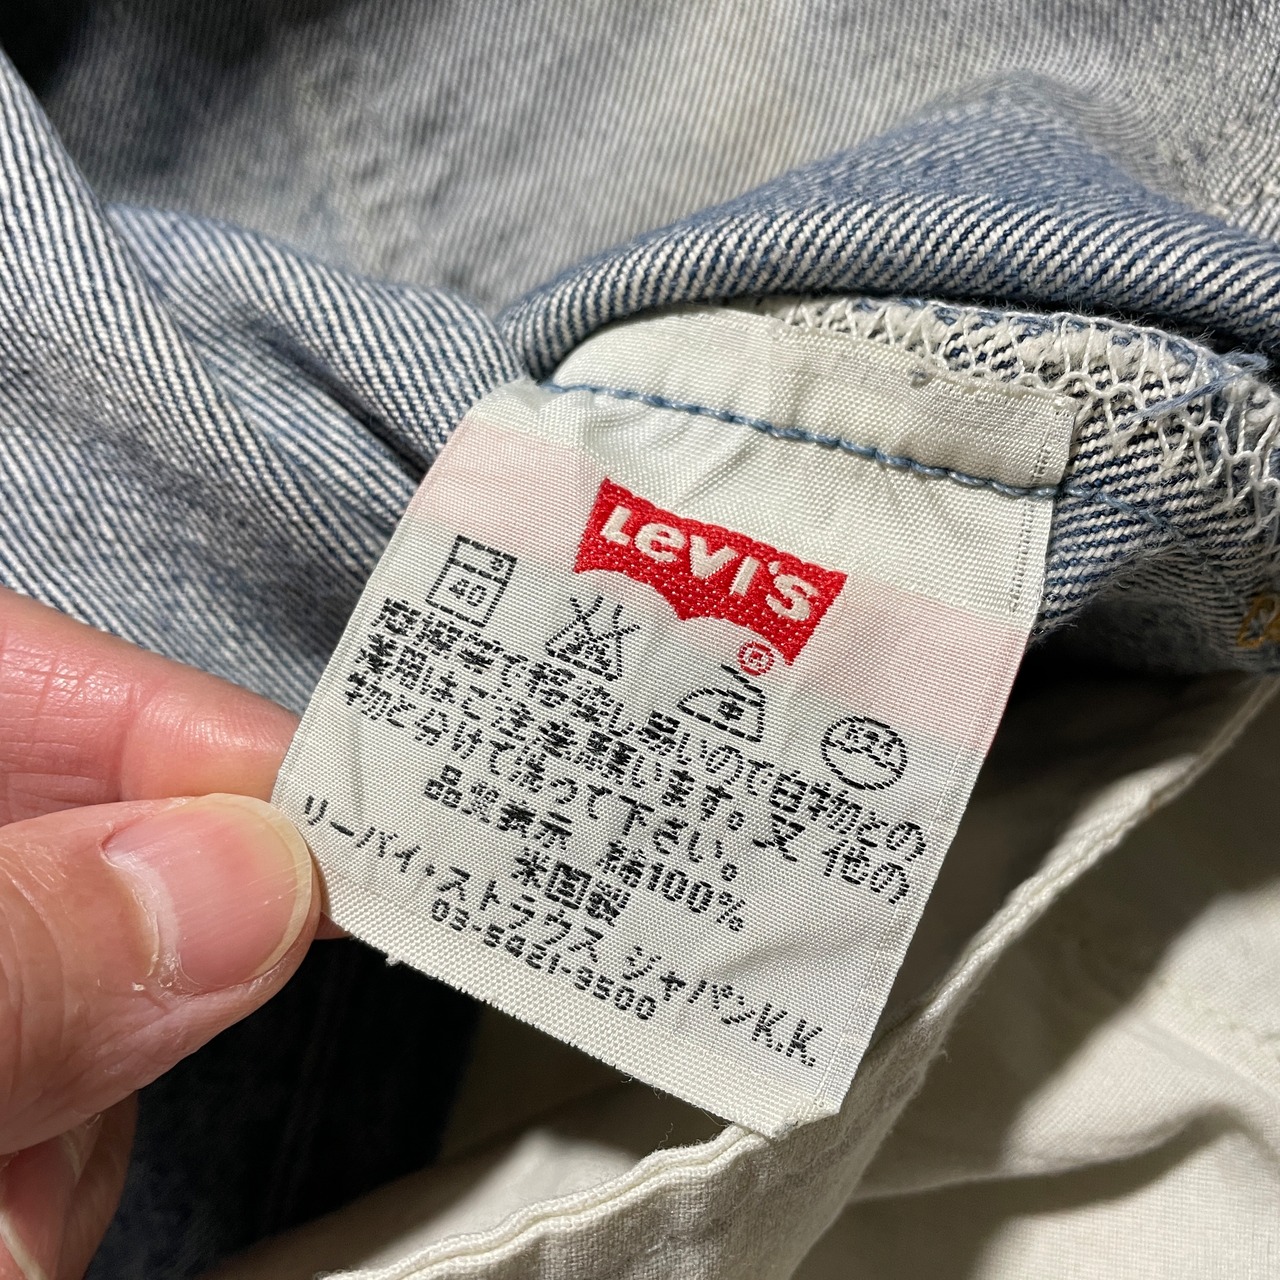 Levi's
®
40
摩擦等で移染し易いので白物との
着用はご注意願います。又 他の
物と分けて洗って下さい。
品質表示 綿100%
米国製
リーバイ・ストラウス ジャパンK.K.
03-5421-3500